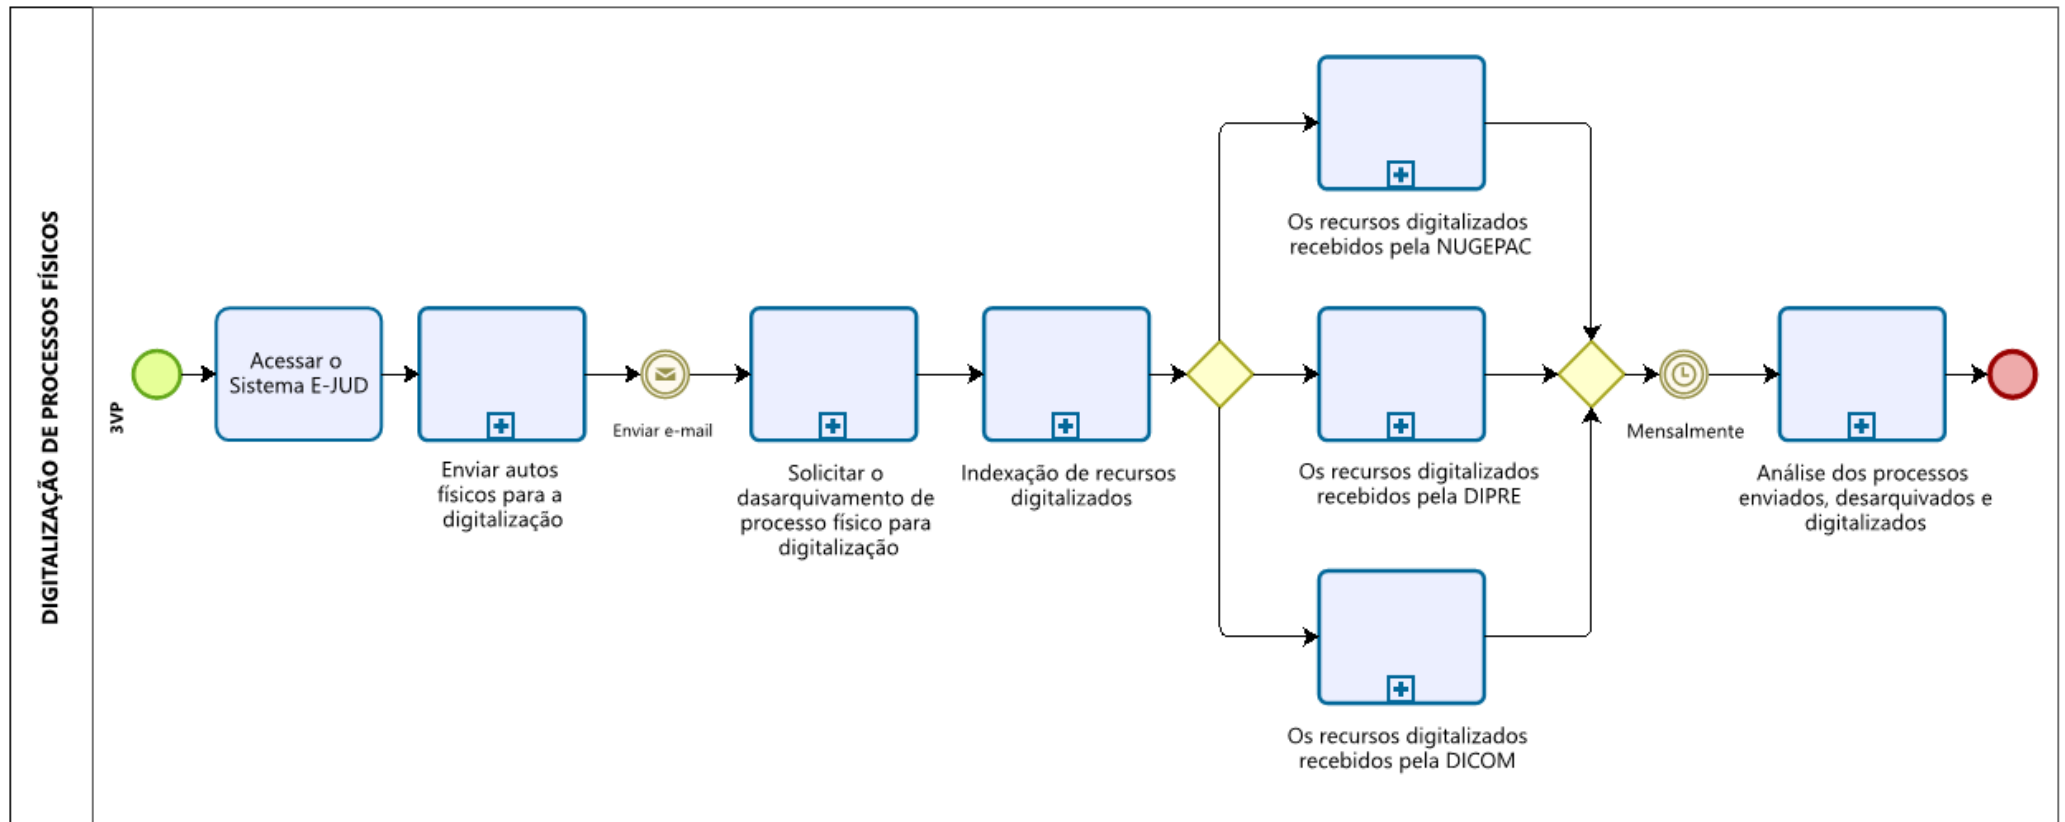 DIGITALIZAÇÃO DE PROCESSOS FÍSICOS
3VP
Acessar o
Sistema E-JUD
Enviar autos
físicos para a
digitalização
Enviar e-mail
Solicitar o
dasarquivamento de
processo físico para
digitalização
Indexação de recursos
digitalizados
Os recursos digitalizados
recebidos pela NUGEPAC
Os recursos digitalizados
recebidos pela DIPRE
Os recursos digitalizados
recebidos pela DICOM
Mensalmente
Análise dos processos
enviados, desarquivados e
digitalizados